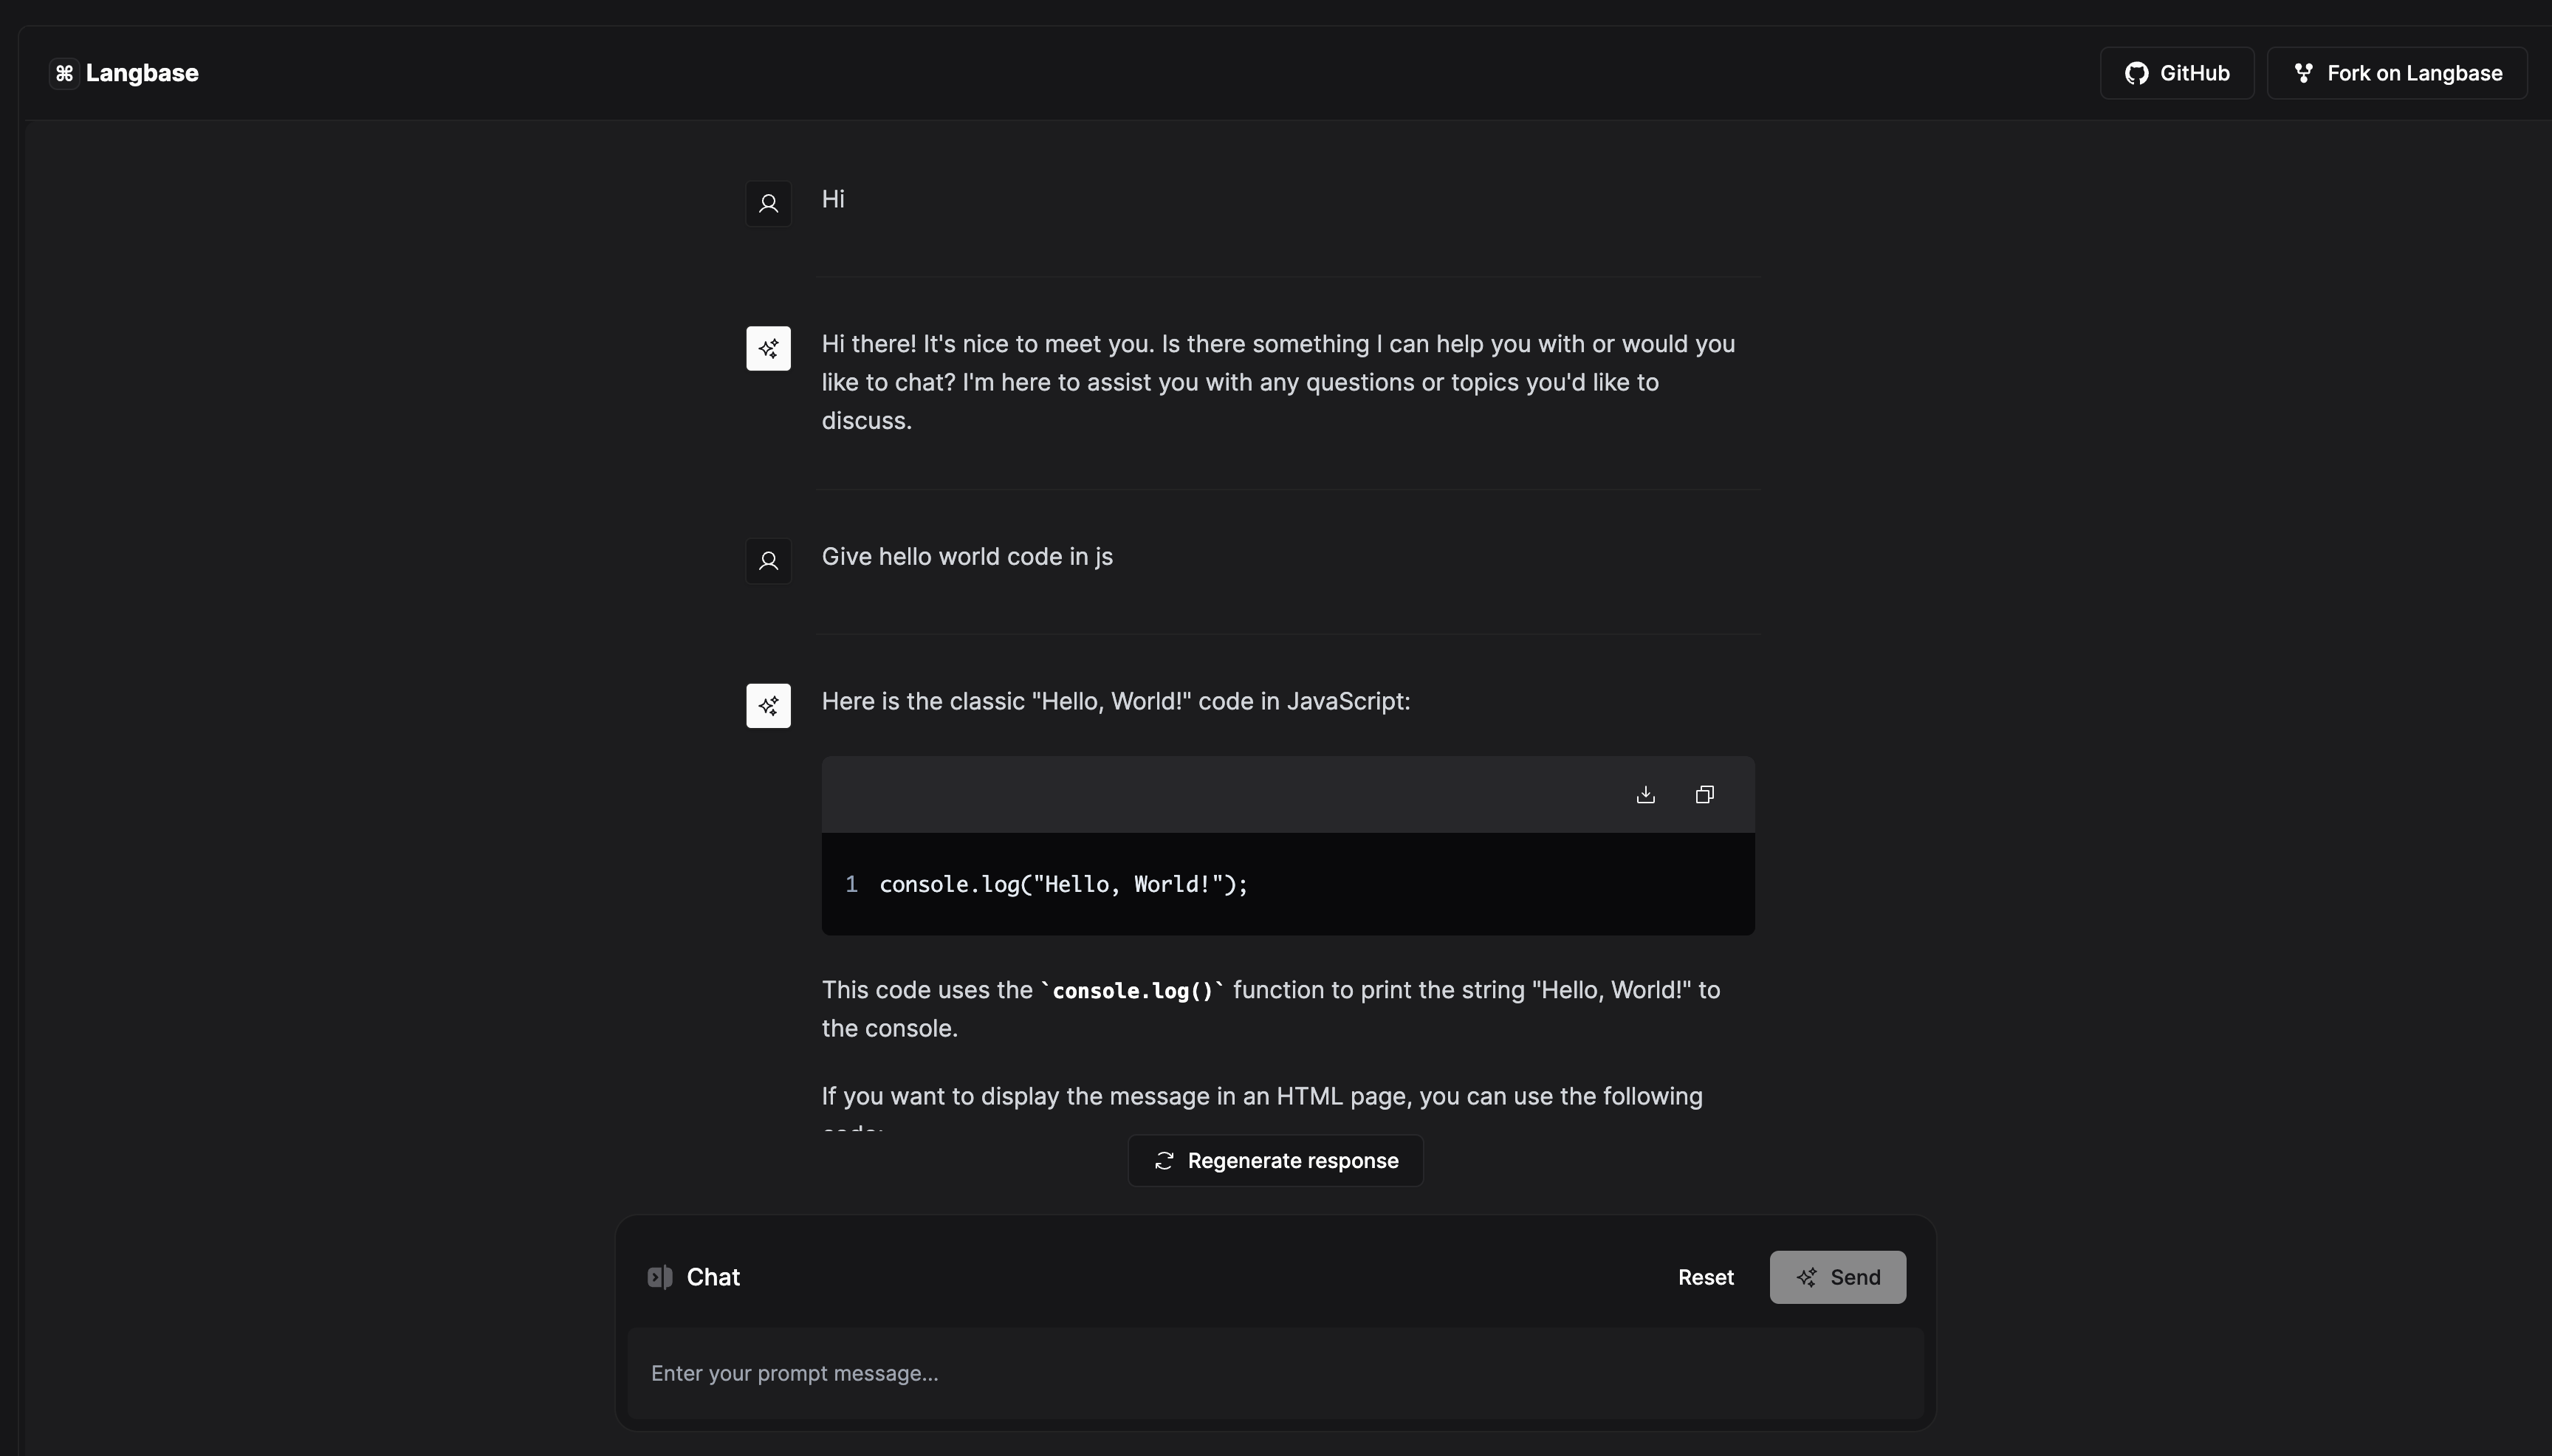 ⌘ Langbase
GitHub
Fork on Langbase
Hi
Hi there! It's nice to meet you. Is there something I can help you with or would you
like to chat? I'm here to assist you with any questions or topics you'd like to
discuss.
Give hello world code in js
Here is the classic "Hello, World!" code in JavaScript:
1 console.log("Hello, World!");
This code uses the `console.log()` function to print the string "Hello, World!" to
the console.
If you want to display the message in an HTML page, you can use the following
code:
Regenerate response
Chat
Reset
Send
Enter your prompt message...